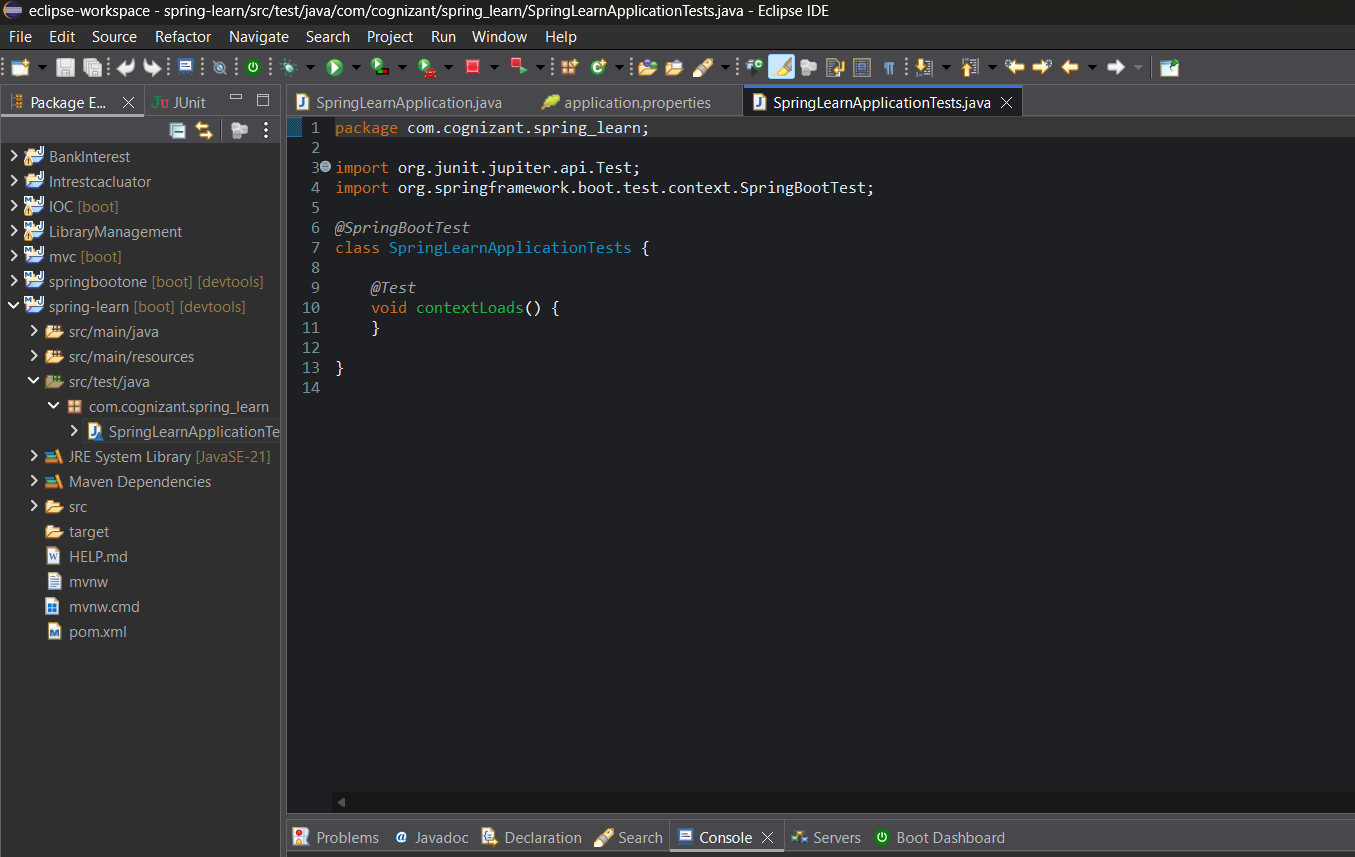 eclipse-workspace - spring-learn/src/test/java/com/cognizant/spring_learn/SpringLearnApplicationTests.java - Eclipse IDE
File Edit Source Refactor Navigate Search Project Run Window Help
Package E... JUnit
BankInterest
Intrestcacluator
IOC [boot]
LibraryManagement
mvc [boot]
springbootone [boot] [devtools]
spring-learn [boot] [devtools]
src/main/java
src/main/resources
src/test/java
com.cognizant.spring_learn
SpringLearnApplicationTe
JRE System Library [JavaSE-21]
Maven Dependencies
src
target
HELP.md
mvnw
mvnw.cmd
pom.xml
SpringLearnApplication.java application.properties SpringLearnApplicationTests.java
1 package com.cognizant.spring_learn;
2
3 import org.junit.jupiter.api.Test;
4 import org.springframework.boot.test.context.SpringBootTest;
5
6 @SpringBootTest
7 class SpringLearnApplicationTests {
8
9 @Test
10 void contextLoads() {
11 }
12
13 }
14
Problems Javadoc Declaration Search Console Servers Boot Dashboard